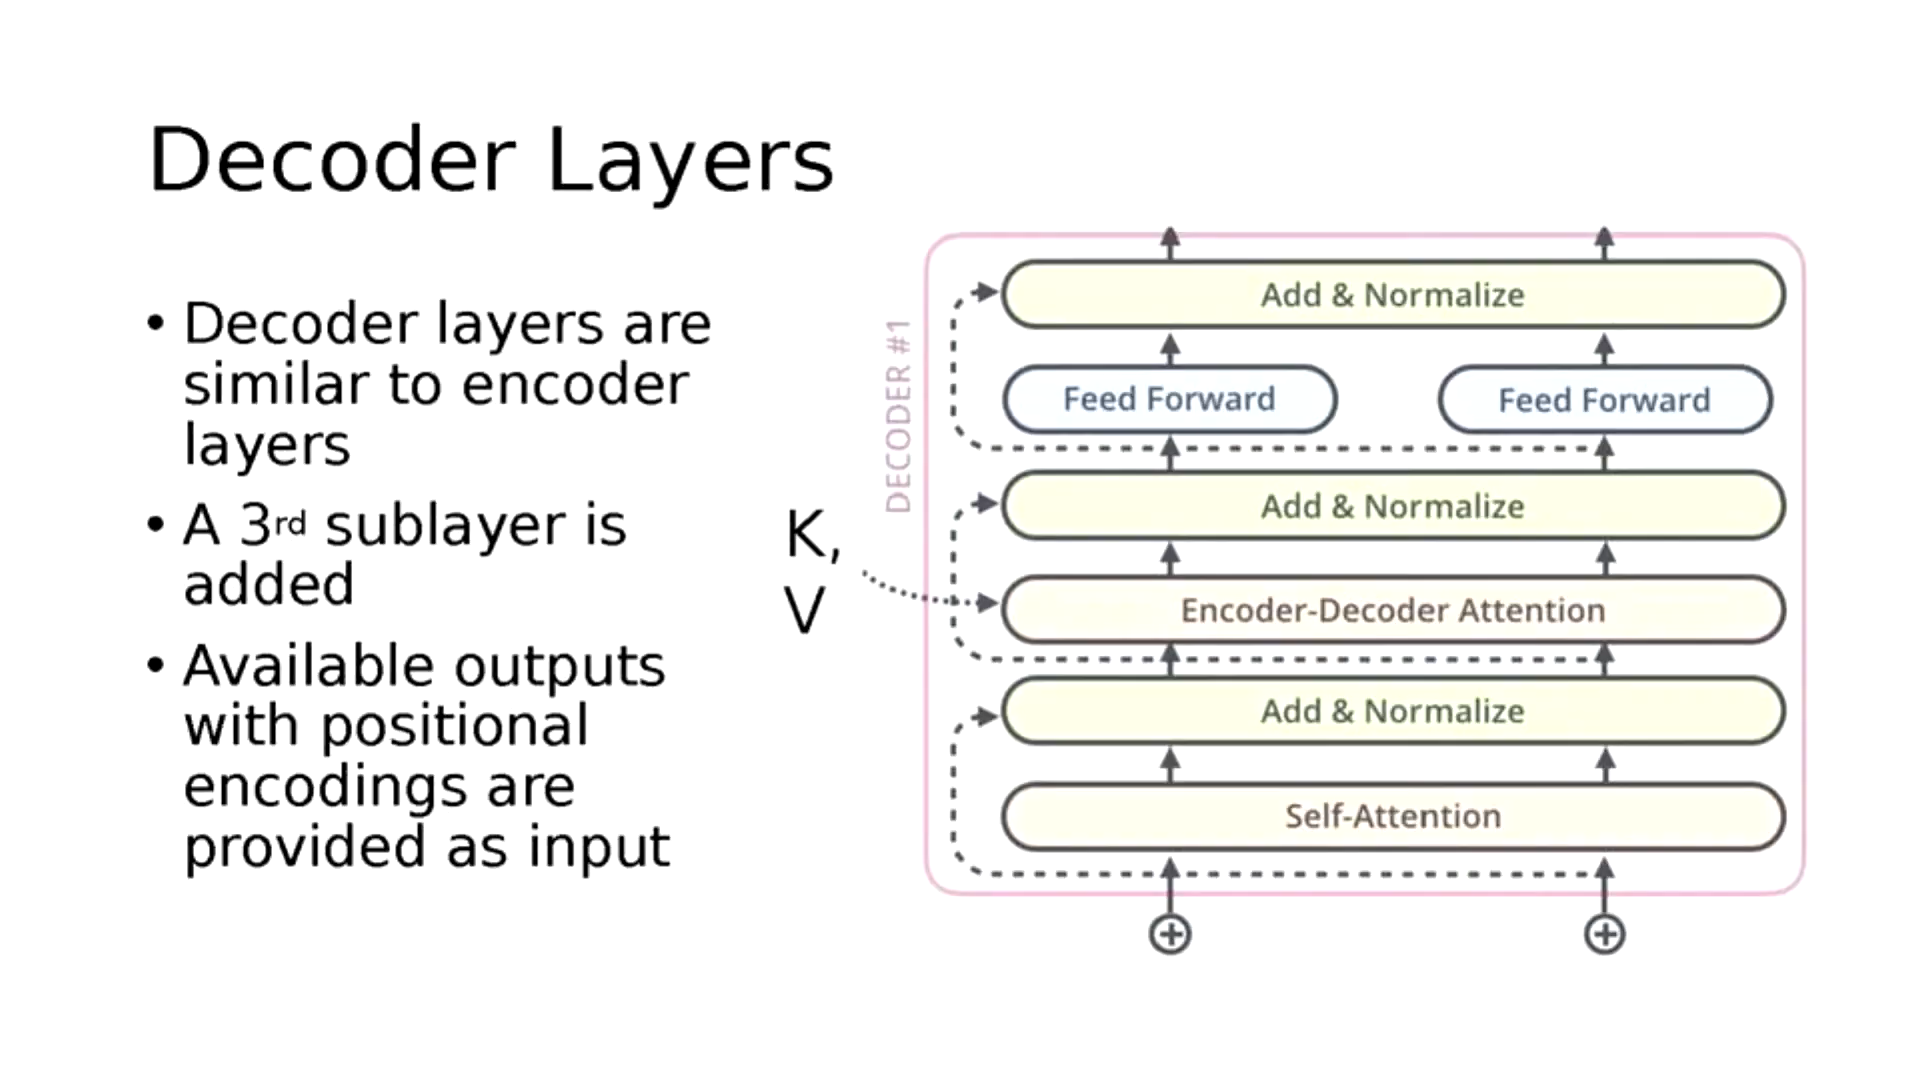 Decoder Layers
• Decoder layers are
similar to encoder
layers
• A 3rd sublayer is
added
• Available outputs
with positional
encodings are
provided as input
K,
V
DECODER #1
Add & Normalize
Feed Forward Feed Forward
Add & Normalize
Encoder-Decoder Attention
Add & Normalize
Self-Attention